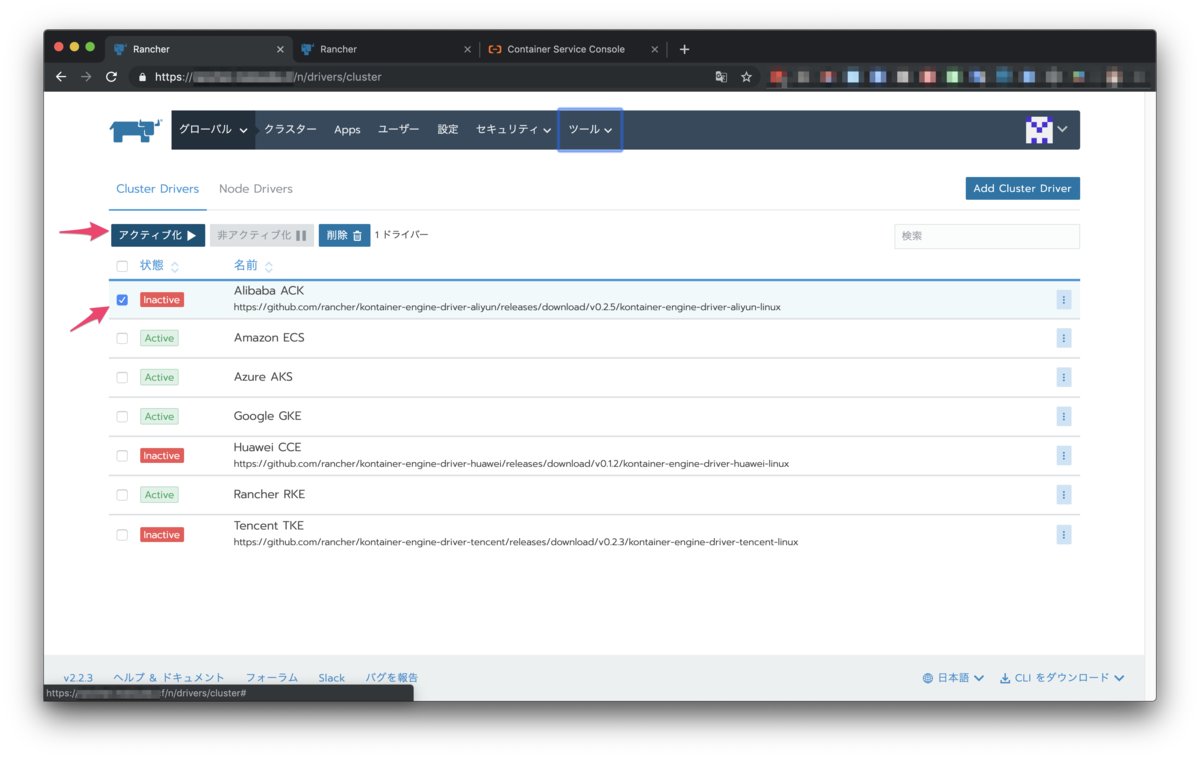 Rancher
Rancher
Container Service Console
https:// /n/drivers/cluster
グローバル
クラスター
Apps
ユーザー
設定
セキュリティ
ツール
Cluster Drivers
Node Drivers
Add Cluster Driver
アクティブ化
非アクティブ化
削除
1 ドライバー
検索
状態
名前
Inactive
Alibaba ACK
https://github.com/rancher/kontainer-engine-driver-aliyun/releases/download/v0.2.5/kontainer-engine-driver-aliyun-linux
Active
Amazon ECS
Active
Azure AKS
Active
Google GKE
Inactive
Huawei CCE
https://github.com/rancher/kontainer-engine-driver-huawei/releases/download/v0.1.2/kontainer-engine-driver-huawei-linux
Active
Rancher RKE
Inactive
Tencent TKE
https://github.com/rancher/kontainer-engine-driver-tencent/releases/download/v0.2.3/kontainer-engine-driver-tencent-linux
v2.2.3
ヘルプ & ドキュメント
フォーラム
Slack
バグを報告
日本語
CLI をダウンロード
https:// f/n/drivers/cluster#